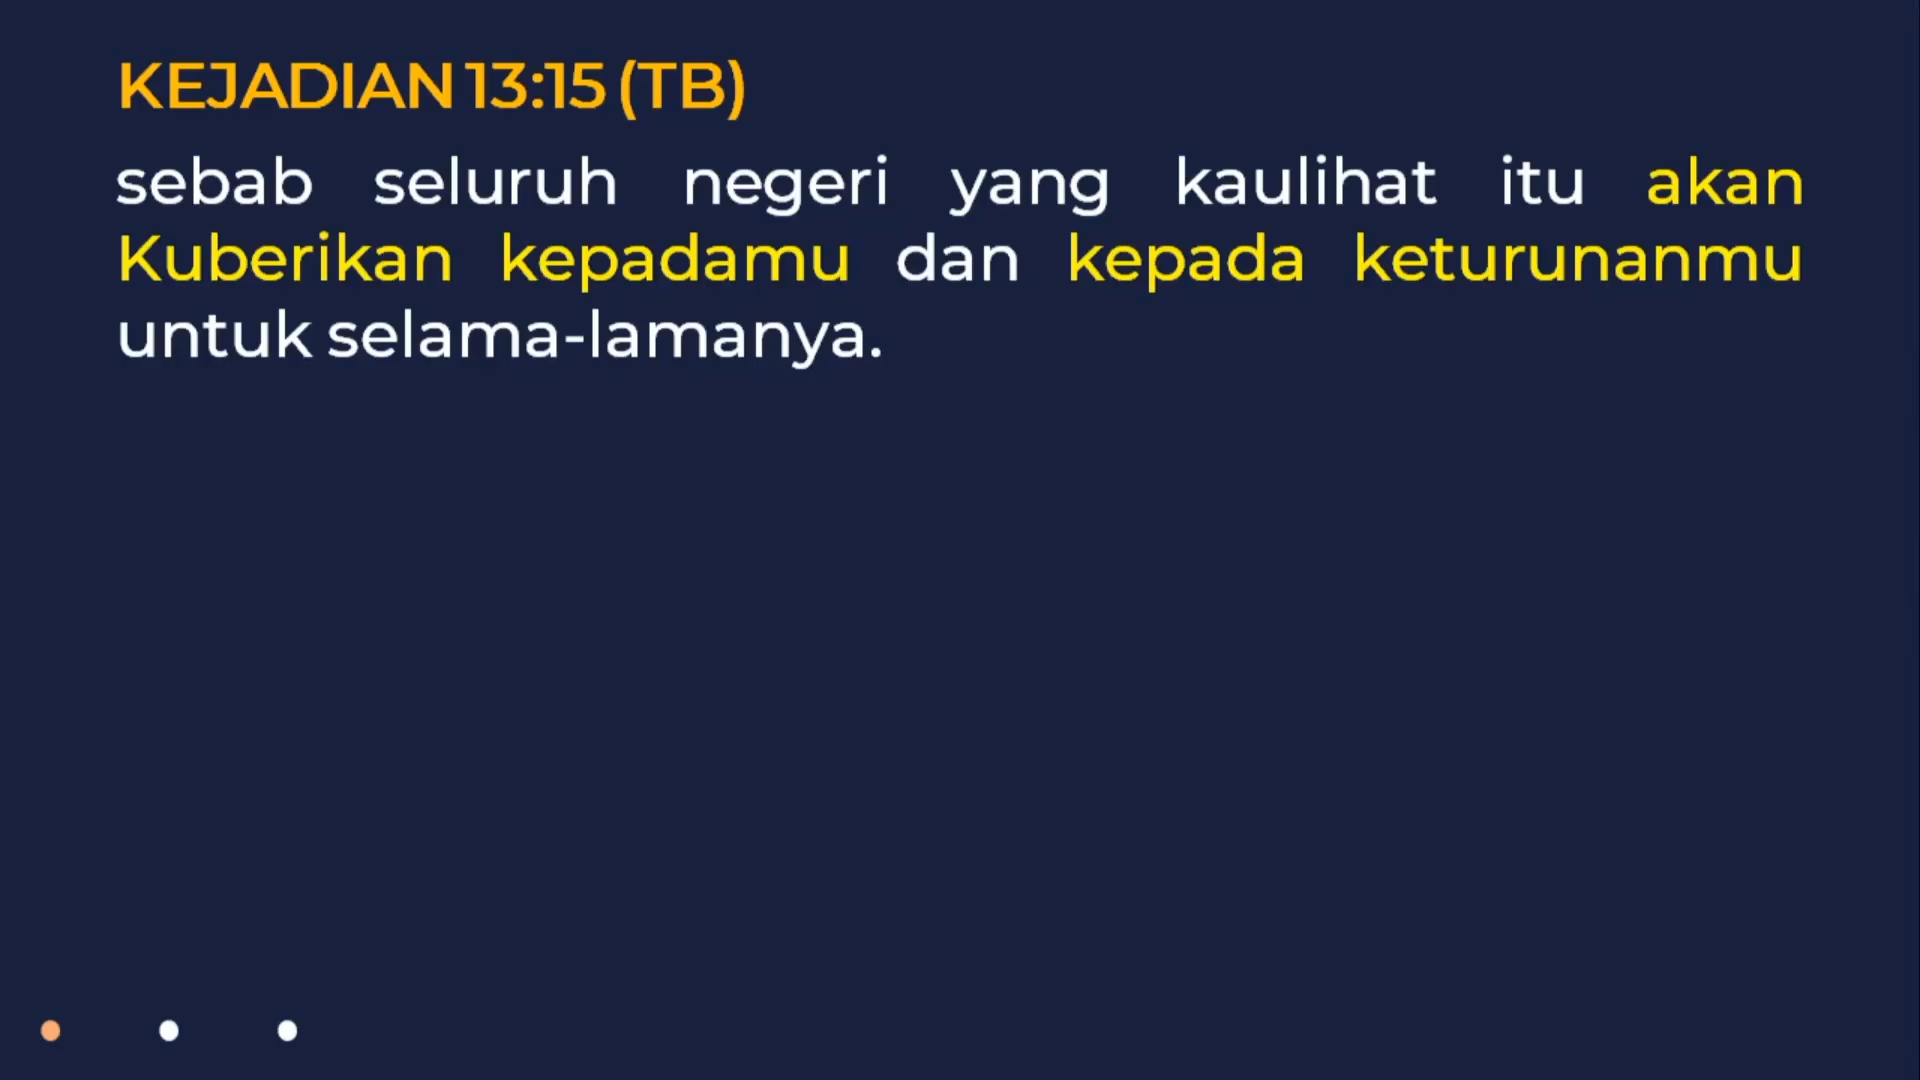 KEJADIAN 13:15 (TB)
sebab seluruh negeri yang kaulihat itu akan
Kuberikan kepadamu dan kepada keturunanmu
untuk selama-lamanya.